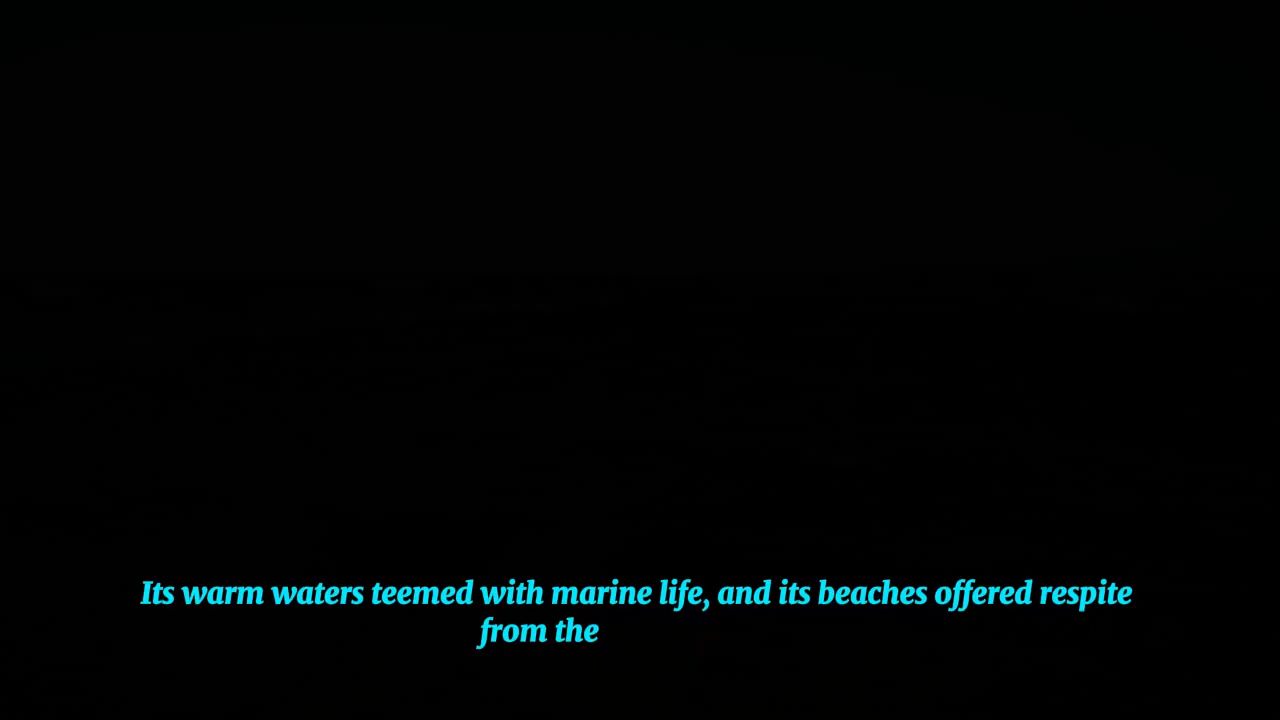 Its warm waters teemed with marine life, and its beaches offered respite
from the